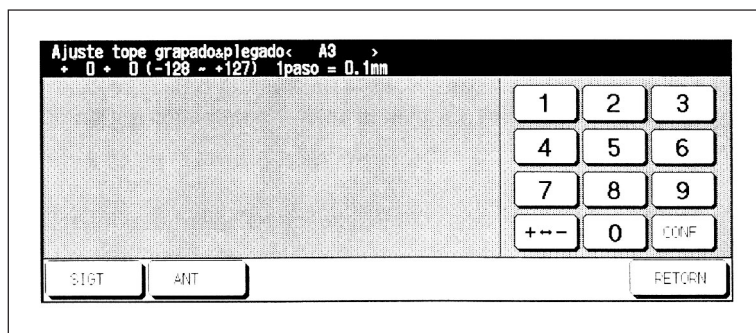 Ajuste tope grapado&plegado< A3 >
+ 0 + 0 (-128 ~ +127) 1paso = 0.1mm
1 2 3
4 5 6
7 8 9
+↔− 0 CONF
SIGT ANT RETORN